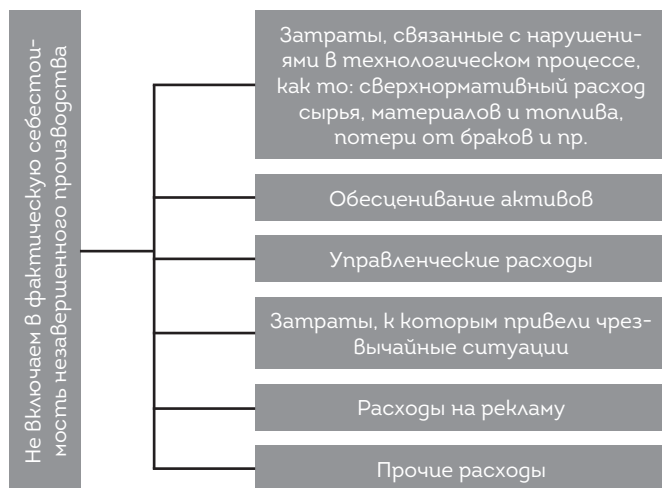 Не включаем в фактическую себестои-
мость незавершенного производства
Затраты, связанные с нарушени-
ями в технологическом процессе,
как то: сверхнормативный расход
сырья, материалов и топлива,
потери от браков и пр.
Обесценивание активов
Управленческие расходы
Затраты, к которым привели чрез-
вычайные ситуации
Расходы на рекламу
Прочие расходы